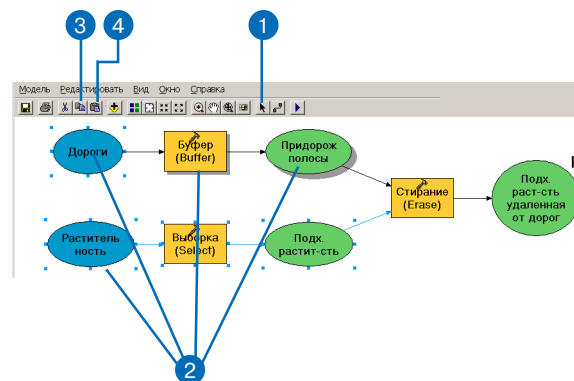 3
4
1
Модель Редактировать Вид Окно Справка
Дороги
Буфер
(Buffer)
Придорож
полосы
Стирание
(Erase)
Подх.
раст-сть
удаленная
от дорог
Раститель
ность
Выборка
(Select)
Подх.
растит-сть
2